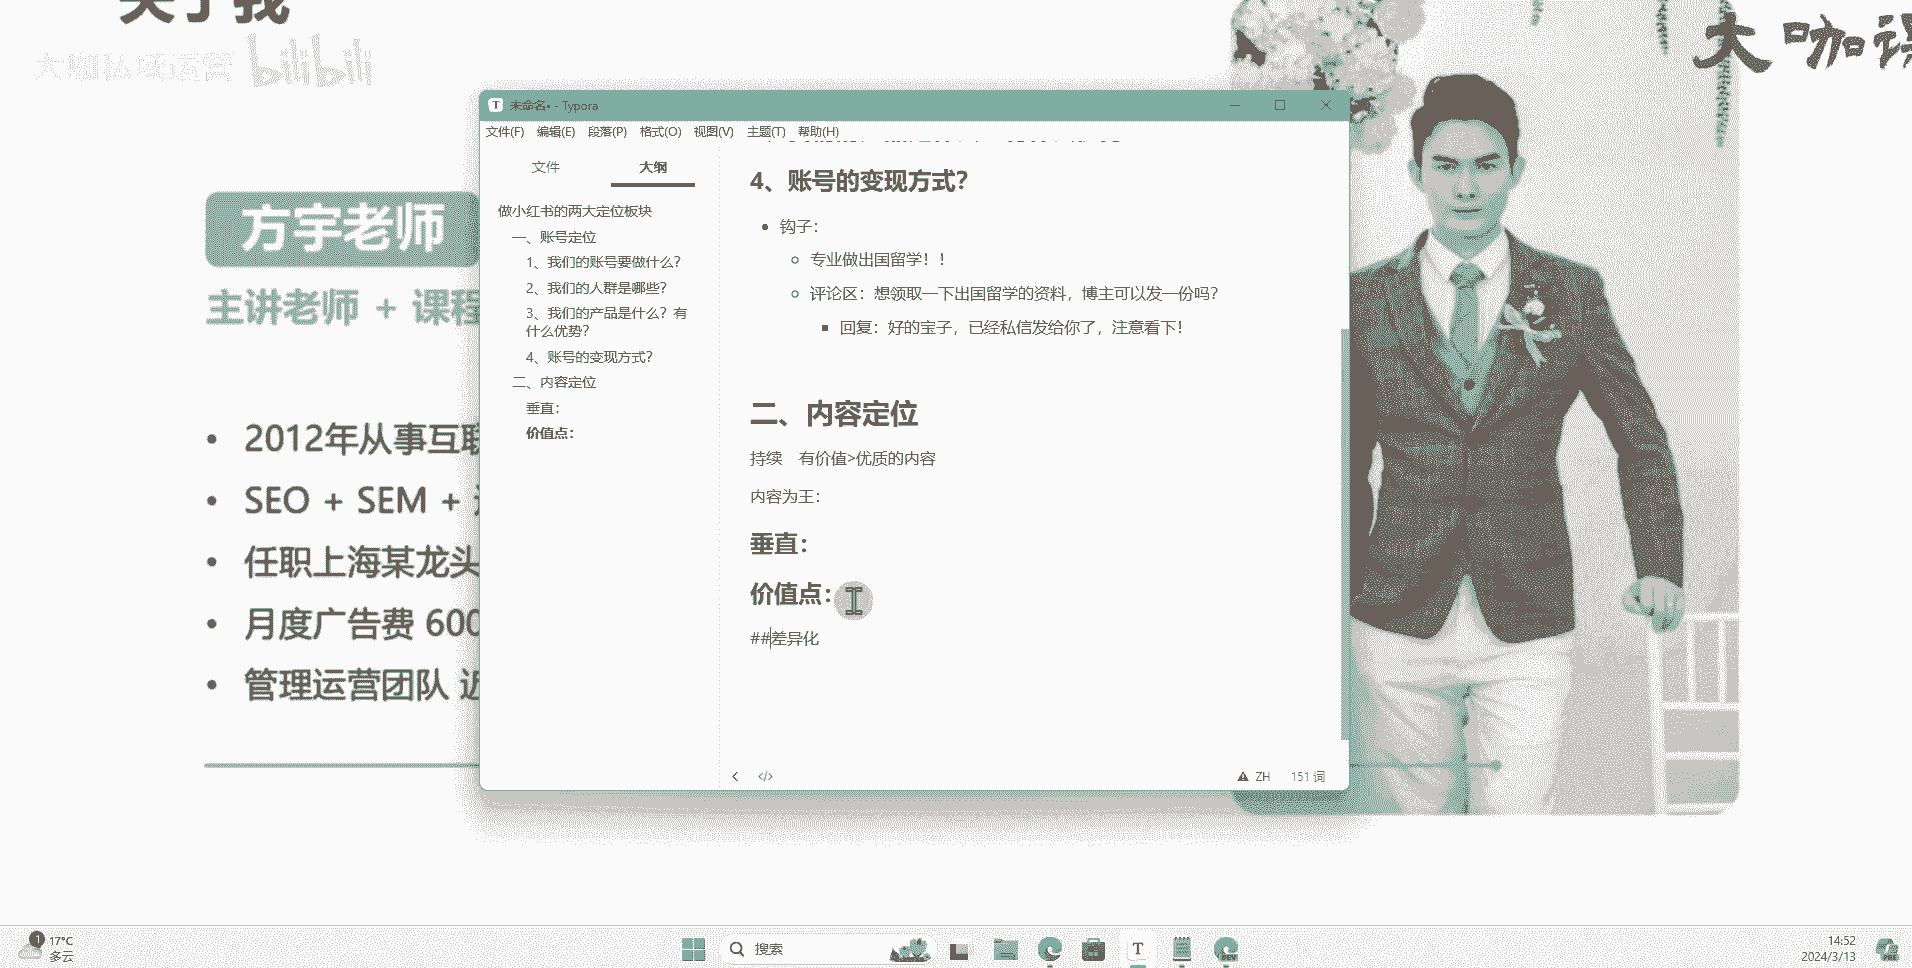 关于我
大咖私域运营 bilibili
大咖课
未命名• - Typora
文件(F) 编辑(E) 段落(P) 格式(O) 视图(V) 主题(T) 帮助(H)
文件 大纲
做小红书的两大定位板块
一、账号定位
1、我们的账号要做什么？
2、我们的人群是哪些？
3、我们的产品是什么？有
什么优势？
4、账号的变现方式？
二、内容定位
垂直：
价值点：
4、账号的变现方式？
钩子：
专业做出国留学！！
评论区：想领取一下出国留学的资料，博主可以发一份吗？
回复：好的宝子，已经私信发给你了，注意看下！
二、内容定位
持续 有价值>优质的内容
内容为王：
垂直：
价值点：
##差异化
</> ZH 151 词
方宇老师
主讲老师 + 课程
• 2012年从事互联
• SEO + SEM +
• 任职上海某龙头
• 月度广告费 600
• 管理运营团队 近
1 17°C
多云
搜索
T
DEV
14:52
2024/3/13
PRE